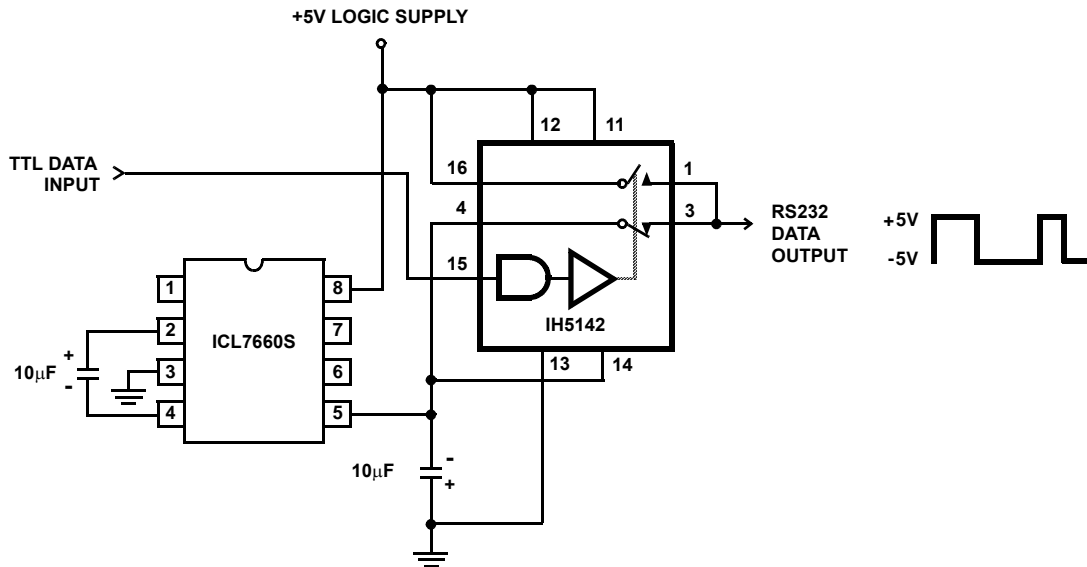 +5V LOGIC SUPPLY
12
11
TTL DATA
INPUT
16
1
4
3
RS232
DATA
OUTPUT
+5V
-5V
15
IH5142
13
14
1
8
2
7
ICL7660S
3
6
4
5
+
10μF
-
10μF
-
+